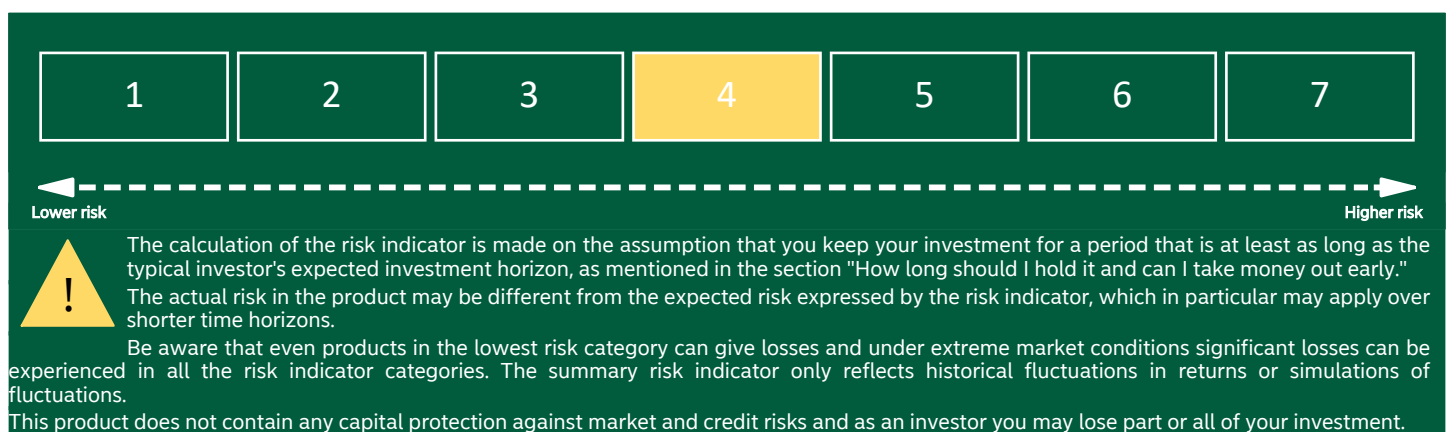 1 2 3 4 5 6 7
Lower risk Higher risk
! The calculation of the risk indicator is made on the assumption that you keep your investment for a period that is at least as long as the
typical investor's expected investment horizon, as mentioned in the section "How long should I hold it and can I take money out early."
The actual risk in the product may be different from the expected risk expressed by the risk indicator, which in particular may apply over
shorter time horizons.
Be aware that even products in the lowest risk category can give losses and under extreme market conditions significant losses can be
experienced in all the risk indicator categories. The summary risk indicator only reflects historical fluctuations in returns or simulations of
fluctuations.
This product does not contain any capital protection against market and credit risks and as an investor you may lose part or all of your investment.